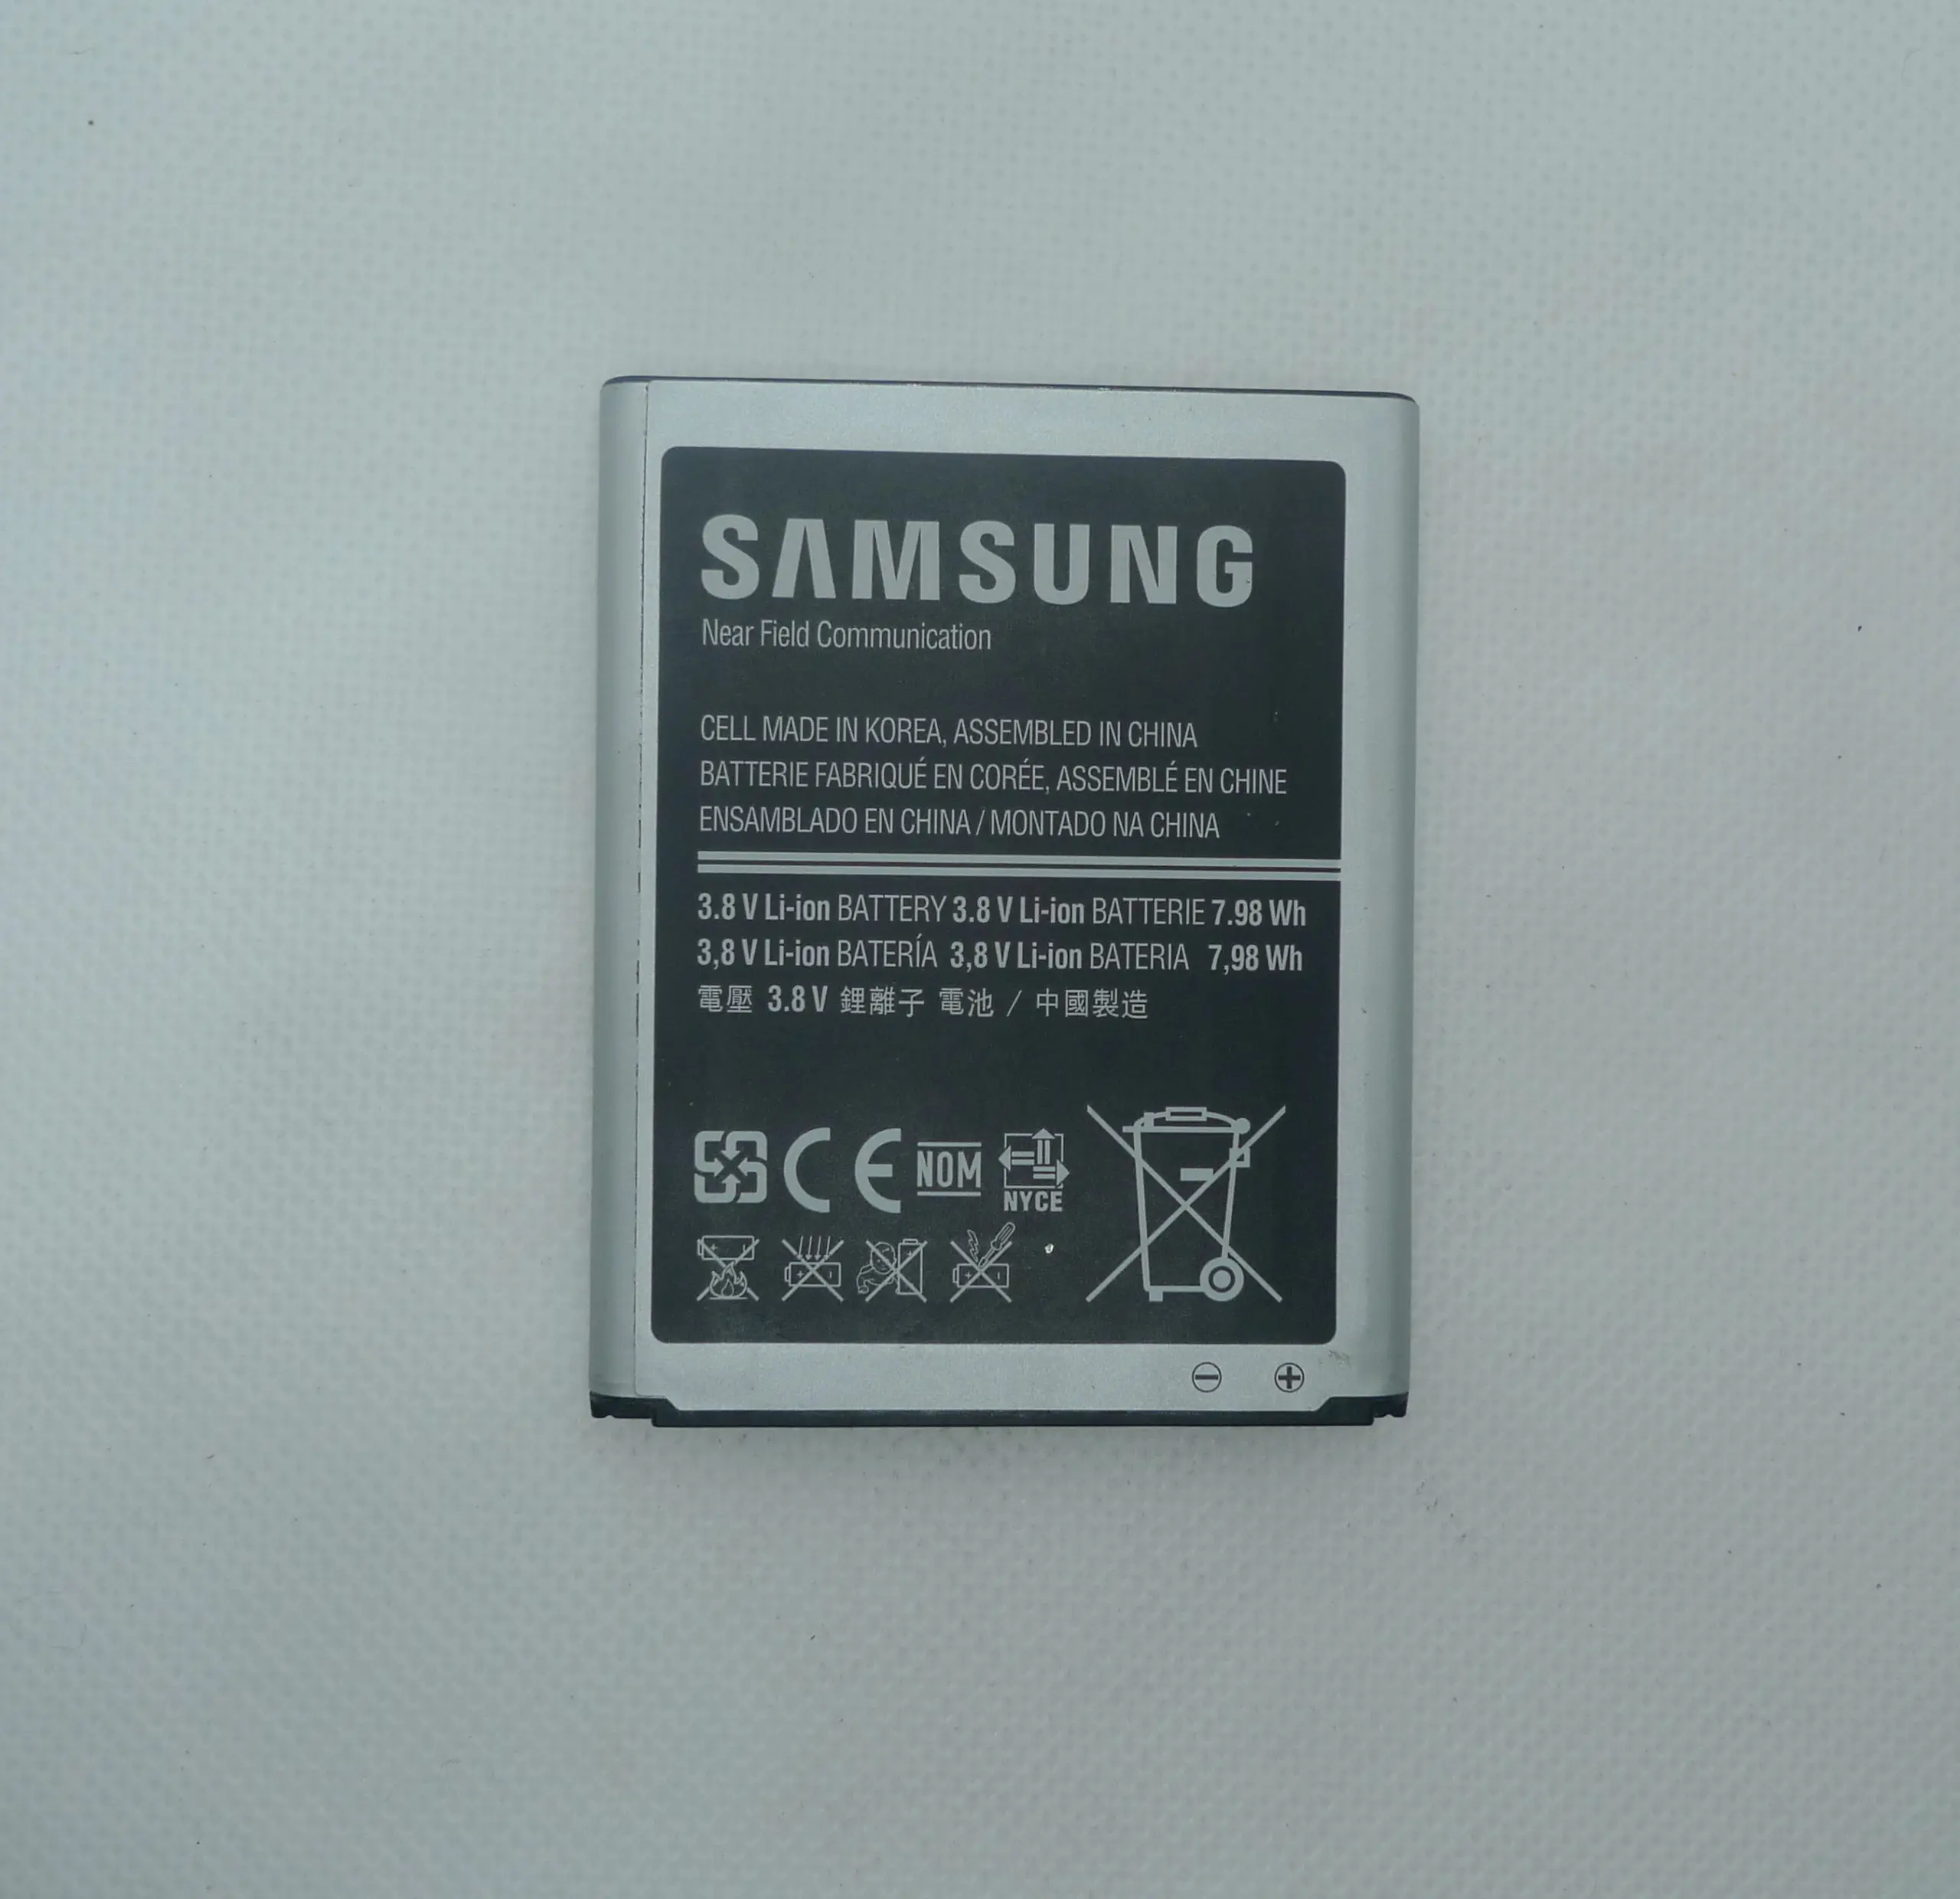 SAMSUNG
Near Field Communication
CELL MADE IN KOREA, ASSEMBLED IN CHINA
BATTERIE FABRIQUÉ EN CORÉE, ASSEMBLÉ EN CHINE
ENSAMBLADO EN CHINA / MONTADO NA CHINA
3.8 V Li-ion BATTERY 3.8 V Li-ion BATTERIE 7.98 Wh
3,8 V Li-ion BATERÍA 3,8 V Li-ion BATERIA 7,98 Wh
電壓 3.8 V 鋰離子 電池 / 中國製造
CE NOM
NYCE